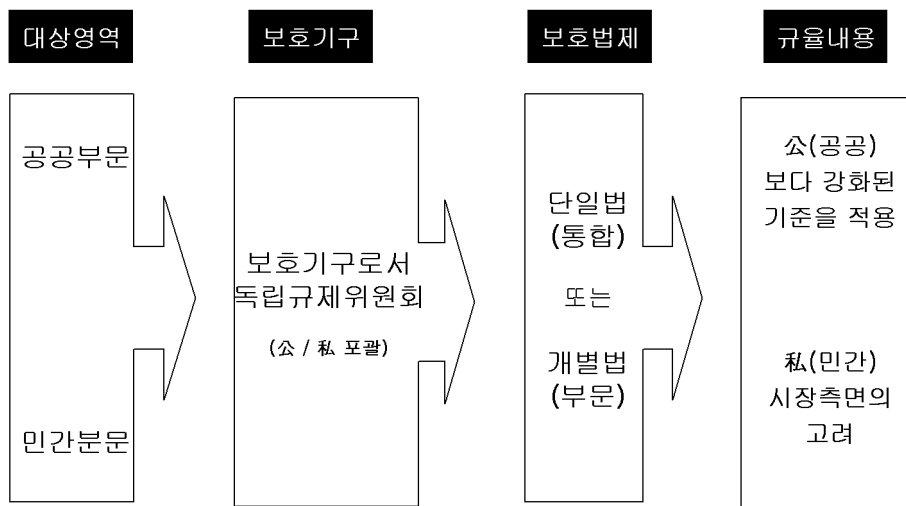 대상영역
보호기구
보호법제
규율내용
공공부문
민간분문
보호기구로서
독립규제위원회
(公 / 私 포괄)
단일법
(통합)
또는
개별법
(부문)
公(공공)
보다 강화된
기준을 적용
私(민간)
시장측면의
고려